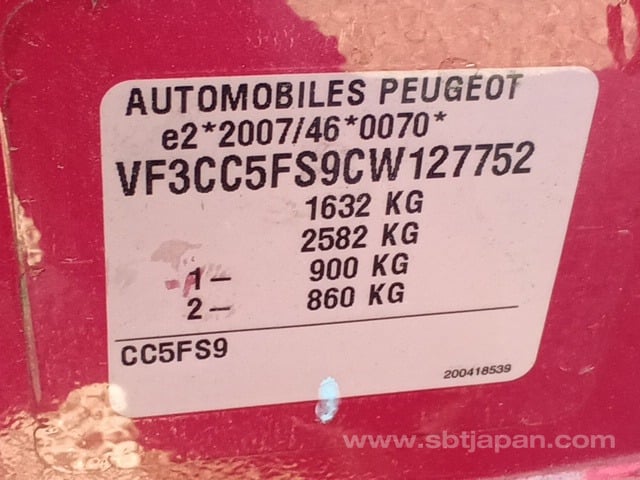 AUTOMOBILES PEUGEOT
e2*2007/46*0070*
VF3CC5FS9CW127752
1632 KG
2582 KG
1– 900 KG
2– 860 KG
CC5FS9
200418539
www.sbtjapan.com